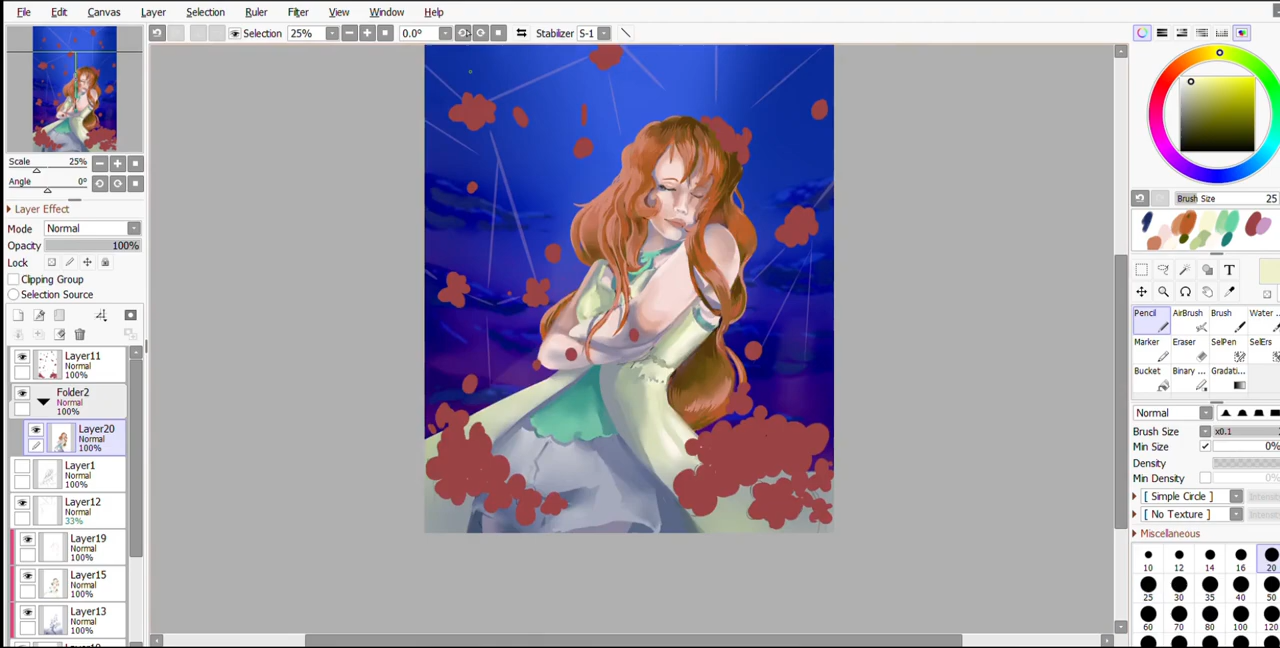 File Edit Canvas Layer Selection Ruler Filter View Window Help
Selection 25% 0.0º Stabilizer S-1
Scale 25%
Angle 0º
Layer Effect
Mode Normal
Opacity 100%
Lock
Clipping Group
Selection Source
Layer11
Normal
100%
Folder2
Normal
100%
Layer20
Normal
100%
Layer1
Normal
100%
Layer12
Normal
33%
Layer19
Normal
100%
Layer15
Normal
100%
Layer13
Normal
100%
Brush Size 25
T
Pencil AirBrush Brush Water ...
Marker Eraser SelPen SelErs
Bucket Binary ... Gradati...
Normal
Brush Size x0.1
Min Size 0%
Density
Min Density 0%
[ Simple Circle ] Intensity
[ No Texture ] Intensity
Miscellaneous
10 12 14 16 20
25 30 35 40 50
60 70 80 100 120